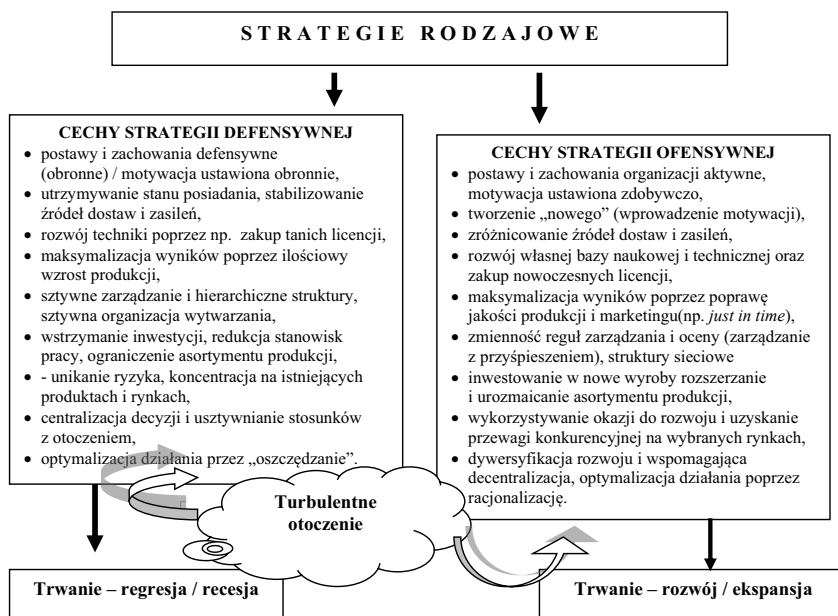 STRATEGIE RODZAJOWE
CECHY STRATEGII DEFENSYWNEJ
• postawy i zachowania defensywne
(obronne) / motywacja ustawiona obronnie,
• utrzymywanie stanu posiadania, stabilizowanie
źródeł dostaw i zasileń,
• rozwój techniki poprzez np. zakup tanich licencji,
• maksymalizacja wyników poprzez ilościowy
wzrost produkcji,
• sztywne zarządzanie i hierarchiczne struktury,
sztywna organizacja wytwarzania,
• wstrzymanie inwestycji, redukcja stanowisk
pracy, ograniczenie asortymentu produkcji,
• - unikanie ryzyka, koncentracja na istniejących
produktach i rynkach,
• centralizacja decyzji i usztywnianie stosunków
z otoczeniem,
• optymalizacja działania przez „oszczędzanie”.
CECHY STRATEGII OFENSYWNEJ
• postawy i zachowania organizacji aktywne,
motywacja ustawiona zdobywczo,
• tworzenie „nowego” (wprowadzenie motywacji),
• zróżnicowanie źródeł dostaw i zasileń,
• rozwój własnej bazy naukowej i technicznej oraz
zakup nowoczesnych licencji,
• maksymalizacja wyników poprzez poprawę
jakości produkcji i marketingu(np. just in time),
• zmienność reguł zarządzania i oceny (zarządzanie
z przyśpieszeniem), struktury sieciowe
• inwestowanie w nowe wyroby rozszerzanie
i urozmaicanie asortymentu produkcji,
• wykorzystywanie okazji do rozwoju i uzyskanie
przewagi konkurencyjnej na wybranych rynkach,
• dywersyfikacja rozwoju i wspomagająca
decentralizacja, optymalizacja działania poprzez
racjonalizację.
Turbulentne
otoczenie
Trwanie – regresja / recesja
Trwanie – rozwój / ekspansja